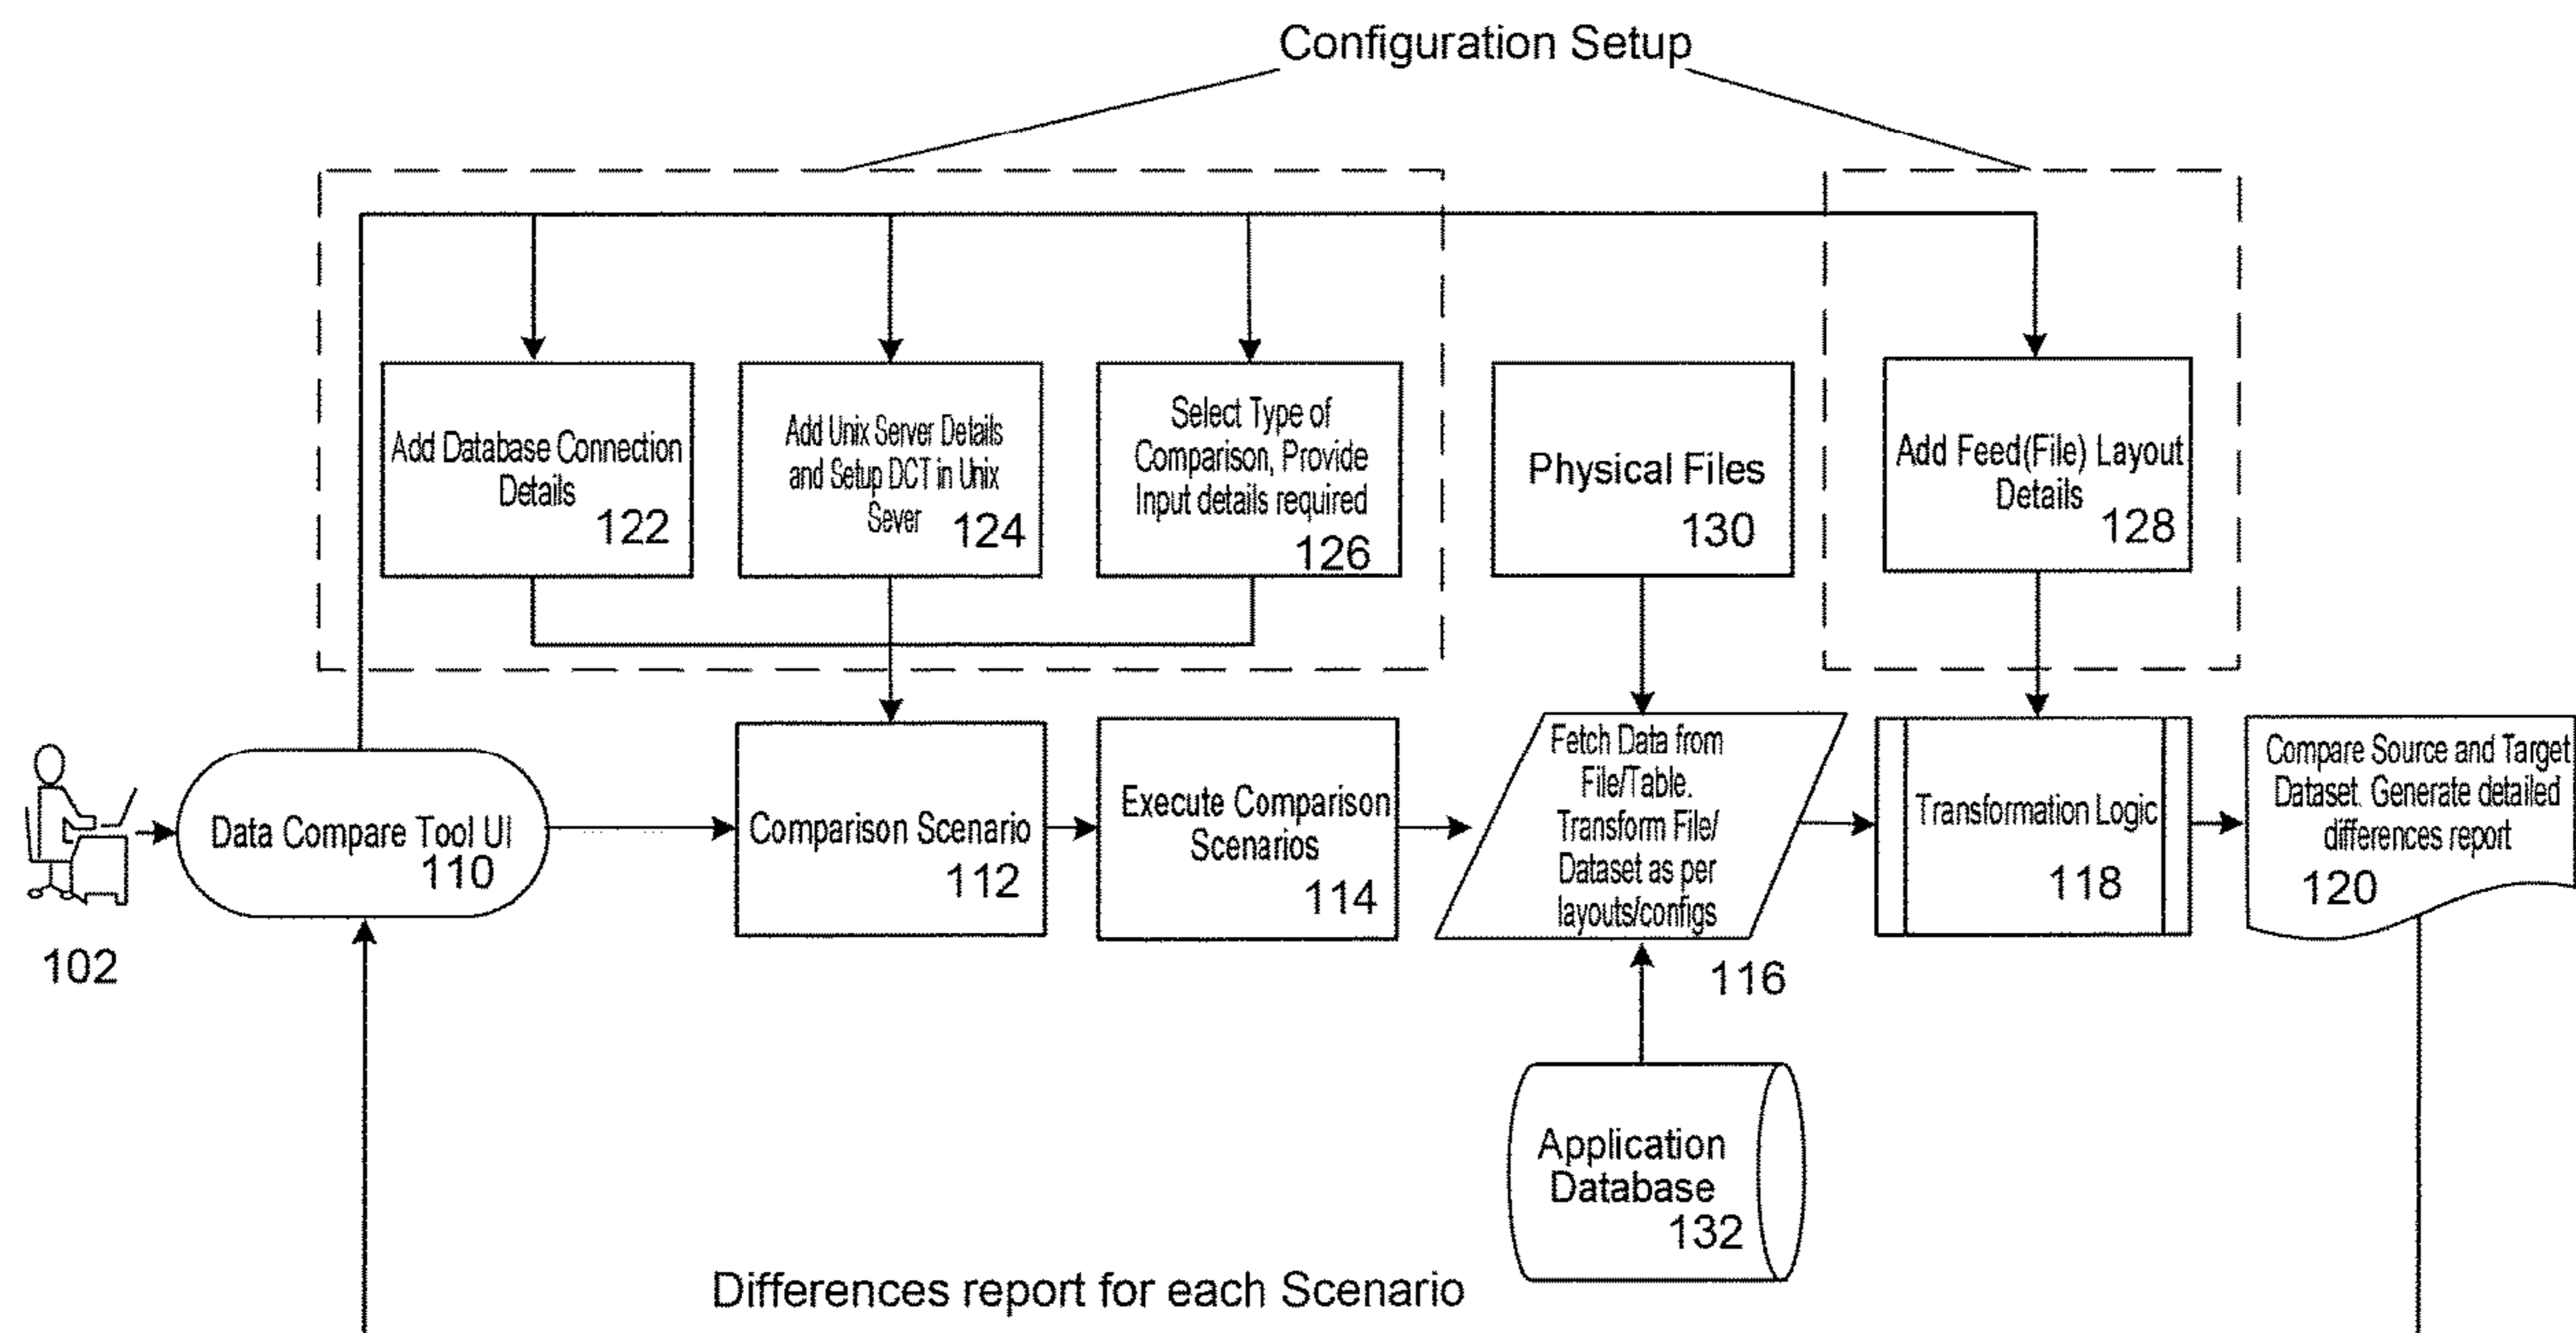 Configuration Setup
Add Database Connection
Details
122
Add Unix Server Details
and Setup DCT in Unix
Sever
124
Select Type of
Comparison, Provide
Input details required
126
Physical Files
130
Add Feed(File) Layout
Details
128
102
Data Compare Tool UI
110
Comparison Scenario
112
Execute Comparison
Scenarios
114
Fetch Data from
File/Table.
Transform File/
Dataset as per
layouts/configs
116
Transformation Logic
118
Compare Source and Target
Dataset. Generate detailed
differences report
120
Application
Database
132
Differences report for each Scenario